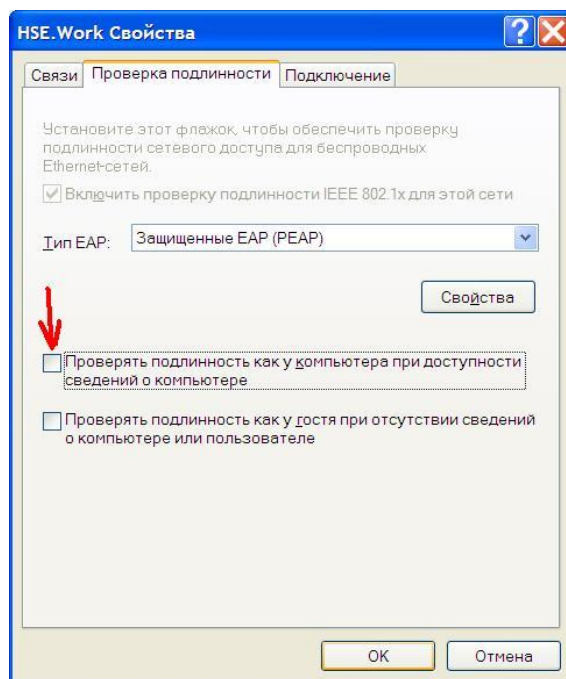 HSE.Work Свойства
Связи
Проверка подлинности
Подключение
Установите этот флажок, чтобы обеспечить проверку
подлинности сетевого доступа для беспроводных
Ethernet-сетей.
Включить проверку подлинности IEEE 802.1x для этой сети
Тип EAP:
Защищенные EAP (PEAP)
Свойства
Проверять подлинность как у компьютера при доступности
сведений о компьютере
Проверять подлинность как у гостя при отсутствии сведений
о компьютере или пользователе
OK
Отмена